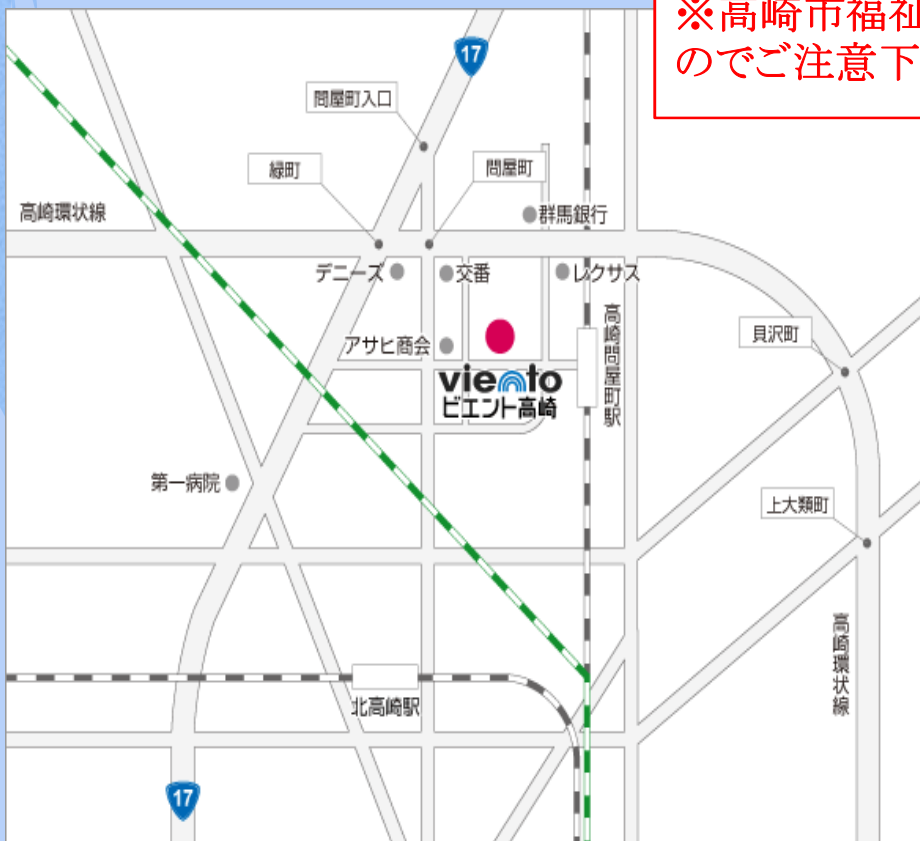 ※高崎市福祉
のでご注意下
17
問屋町入口
緑町
問屋町
高崎環状線
群馬銀行
デニーズ
交番
レクサス
高崎問屋町駅
アサヒ商会
貝沢町
viento
ビエント高崎
第一病院
上大類町
高崎環状線
北高崎駅
17